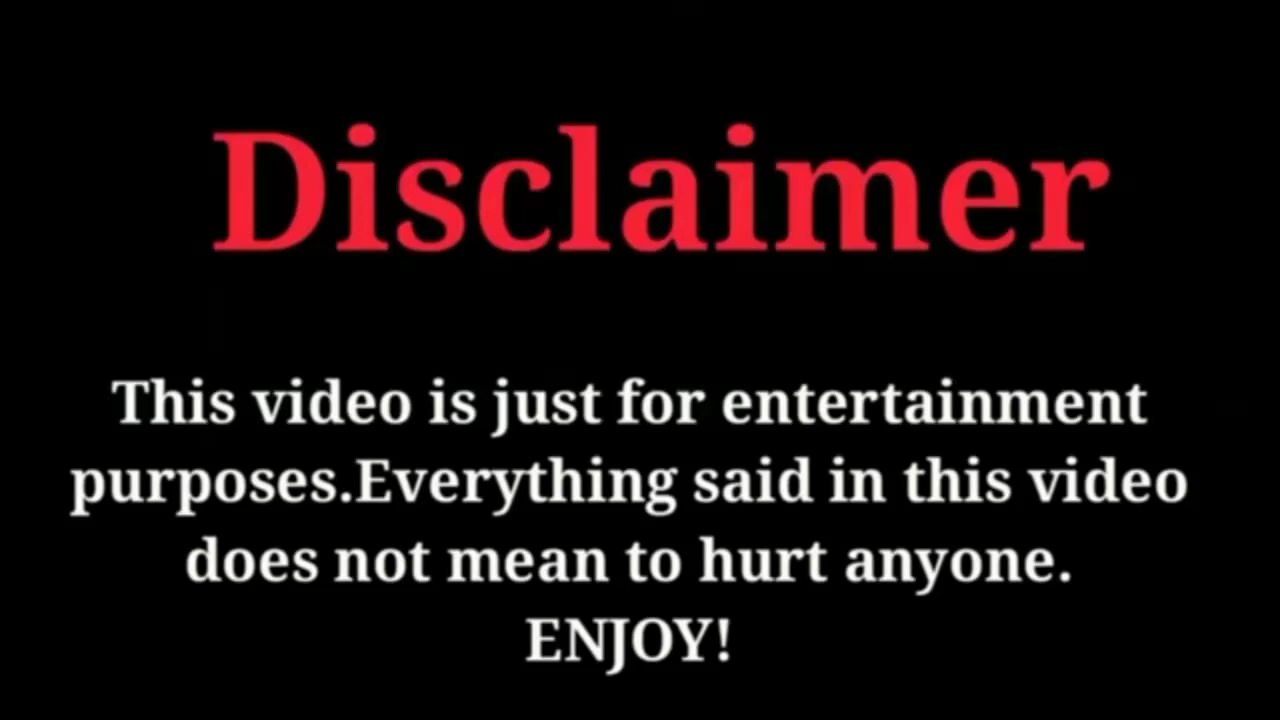 Disclaimer
This video is just for entertainment
purposes.Everything said in this video
does not mean to hurt anyone.
ENJOY!